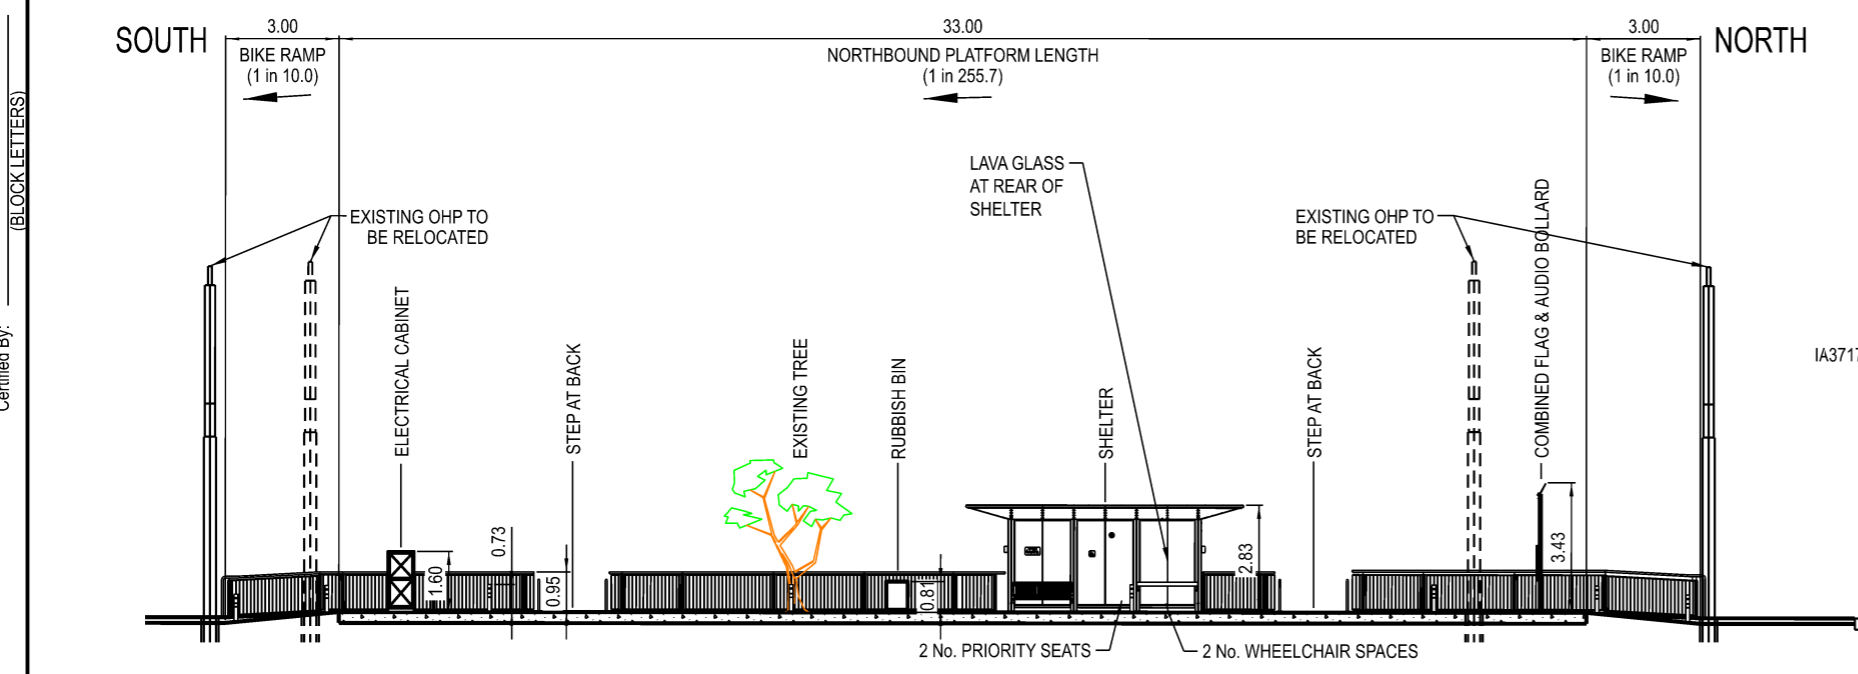 SOUTH
3.00
BIKE RAMP
(1 in 10.0)
33.00
NORTHBOUND PLATFORM LENGTH
(1 in 255.7)
3.00
BIKE RAMP
(1 in 10.0)
NORTH
(BLOCK LETTERS)
Certified By:
EXISTING OHP TO
BE RELOCATED
LAVA GLASS
AT REAR OF
SHELTER
EXISTING OHP TO
BE RELOCATED
ELECTRICAL CABINET
STEP AT BACK
EXISTING TREE
RUBBISH BIN
SHELTER
STEP AT BACK
COMBINED FLAG & AUDIO BOLLARD
IA3717
1.60
0.73
0.95
0.81
2.83
3.43
2 No. PRIORITY SEATS
2 No. WHEELCHAIR SPACES